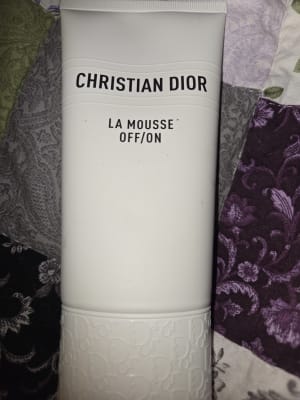 CHRISTIAN DIOR
LA MOUSSE
OFF/ON